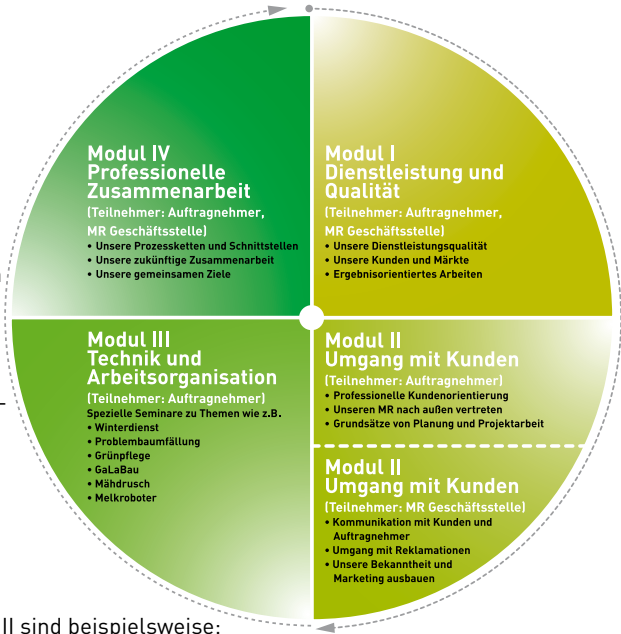 Modul IV
Professionelle
Zusammenarbeit
(Teilnehmer: Auftragnehmer,
MR Geschäftsstelle)
• Unsere Prozessketten und Schnittstellen
• Unsere zukünftige Zusammenarbeit
• Unsere gemeinsamen Ziele
Modul I
Dienstleistung und
Qualität
(Teilnehmer: Auftragnehmer,
MR Geschäftsstelle)
• Unsere Dienstleistungsqualität
• Unsere Kunden und Märkte
• Ergebnisorientiertes Arbeiten
Modul III
Technik und
Arbeitsorganisation
(Teilnehmer: Auftragnehmer)
Spezielle Seminare zu Themen wie z.B.
• Winterdienst
• Problembaumfällung
• Grünpflege
• GaLaBau
• Mähdrusch
• Melkroboter
Modul II
Umgang mit Kunden
(Teilnehmer: Auftragnehmer)
• Professionelle Kundenorientierung
• Unseren MR nach außen vertreten
• Grundsätze von Planung und Projektarbeit
Modul II
Umgang mit Kunden
(Teilnehmer: MR Geschäftsstelle)
• Kommunikation mit Kunden und
Auftragnehmer
• Umgang mit Reklamationen
• Unsere Bekanntheit und
Marketing ausbauen
II sind beispielsweise: